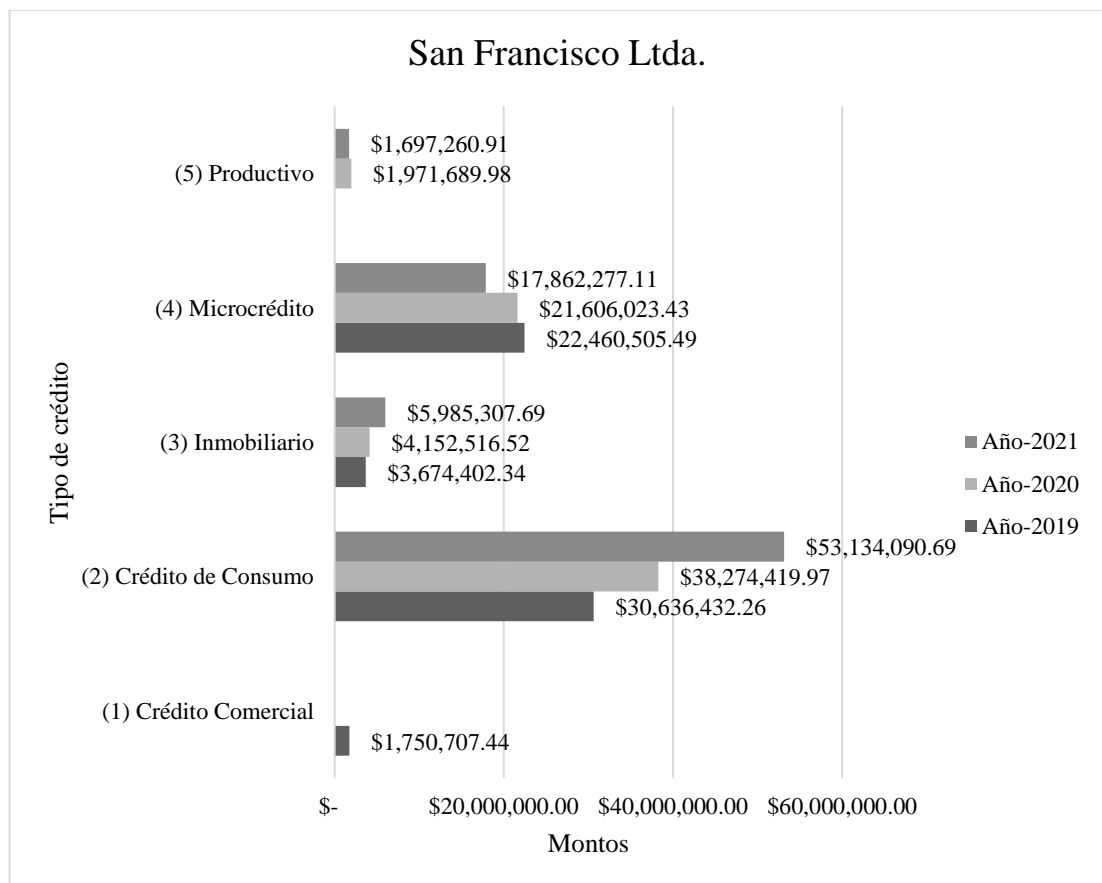 San Francisco Ltda.
$1,697,260.91
(5) Productivo
$1,971,689.98
$17,862,277.11
(4) Microcrédito
$21,606,023.43
$22,460,505.49
$5,985,307.69
(3) Inmobiliario
$4,152,516.52
$3,674,402.34
$53,134,090.69
(2) Crédito de Consumo
$38,274,419.97
$30,636,432.26
(1) Crédito Comercial
$1,750,707.44
$- $20,000,000.00 $40,000,000.00 $60,000,000.00
Montos
Tipo de crédito
Año-2021
Año-2020
Año-2019